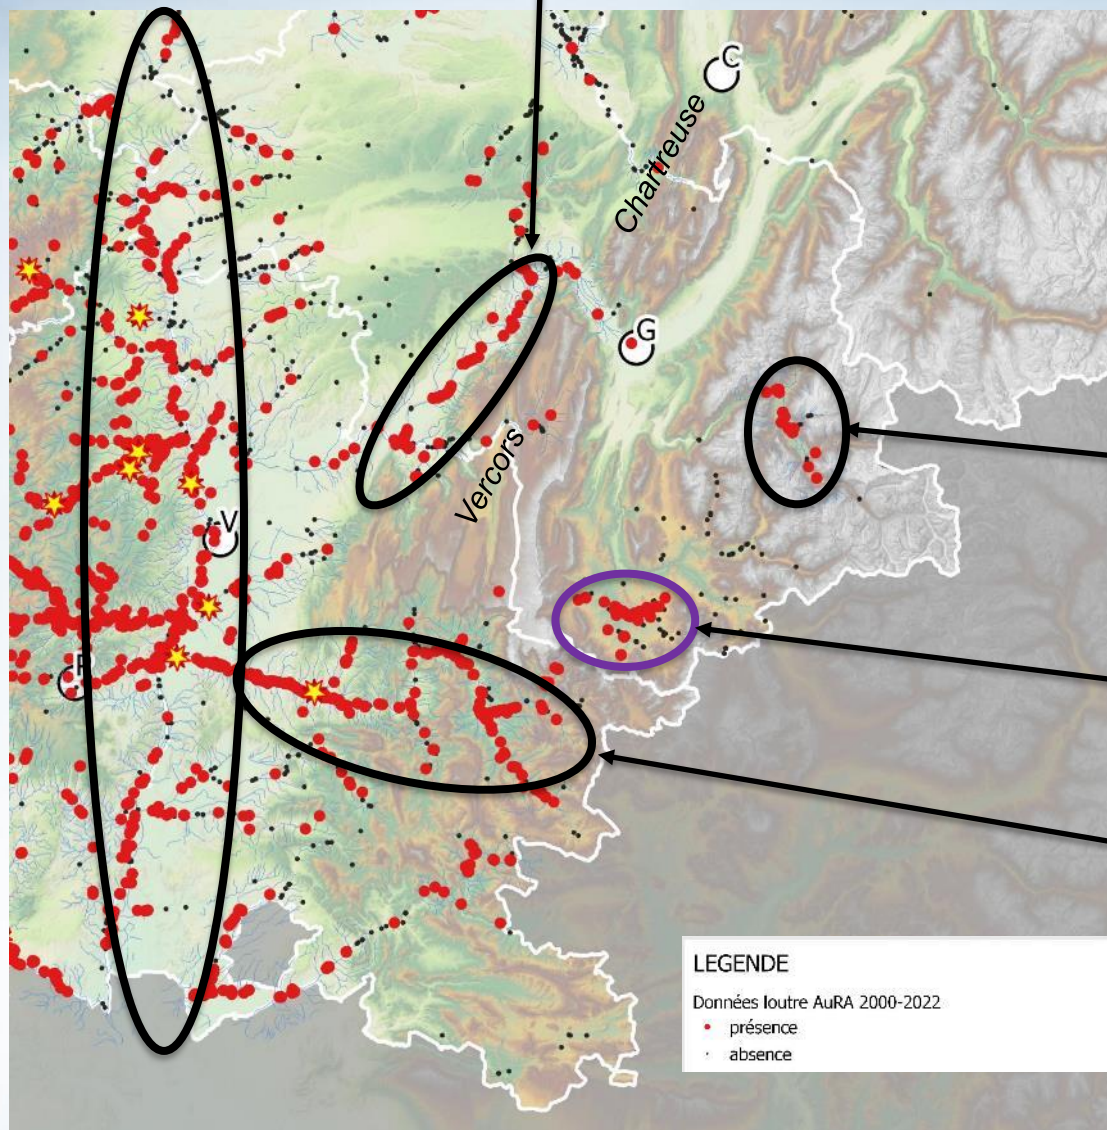 C
Chartreuse
G
Vercors
V
P
LEGENDE
Données loutre AuRA 2000-2022
présence
absence